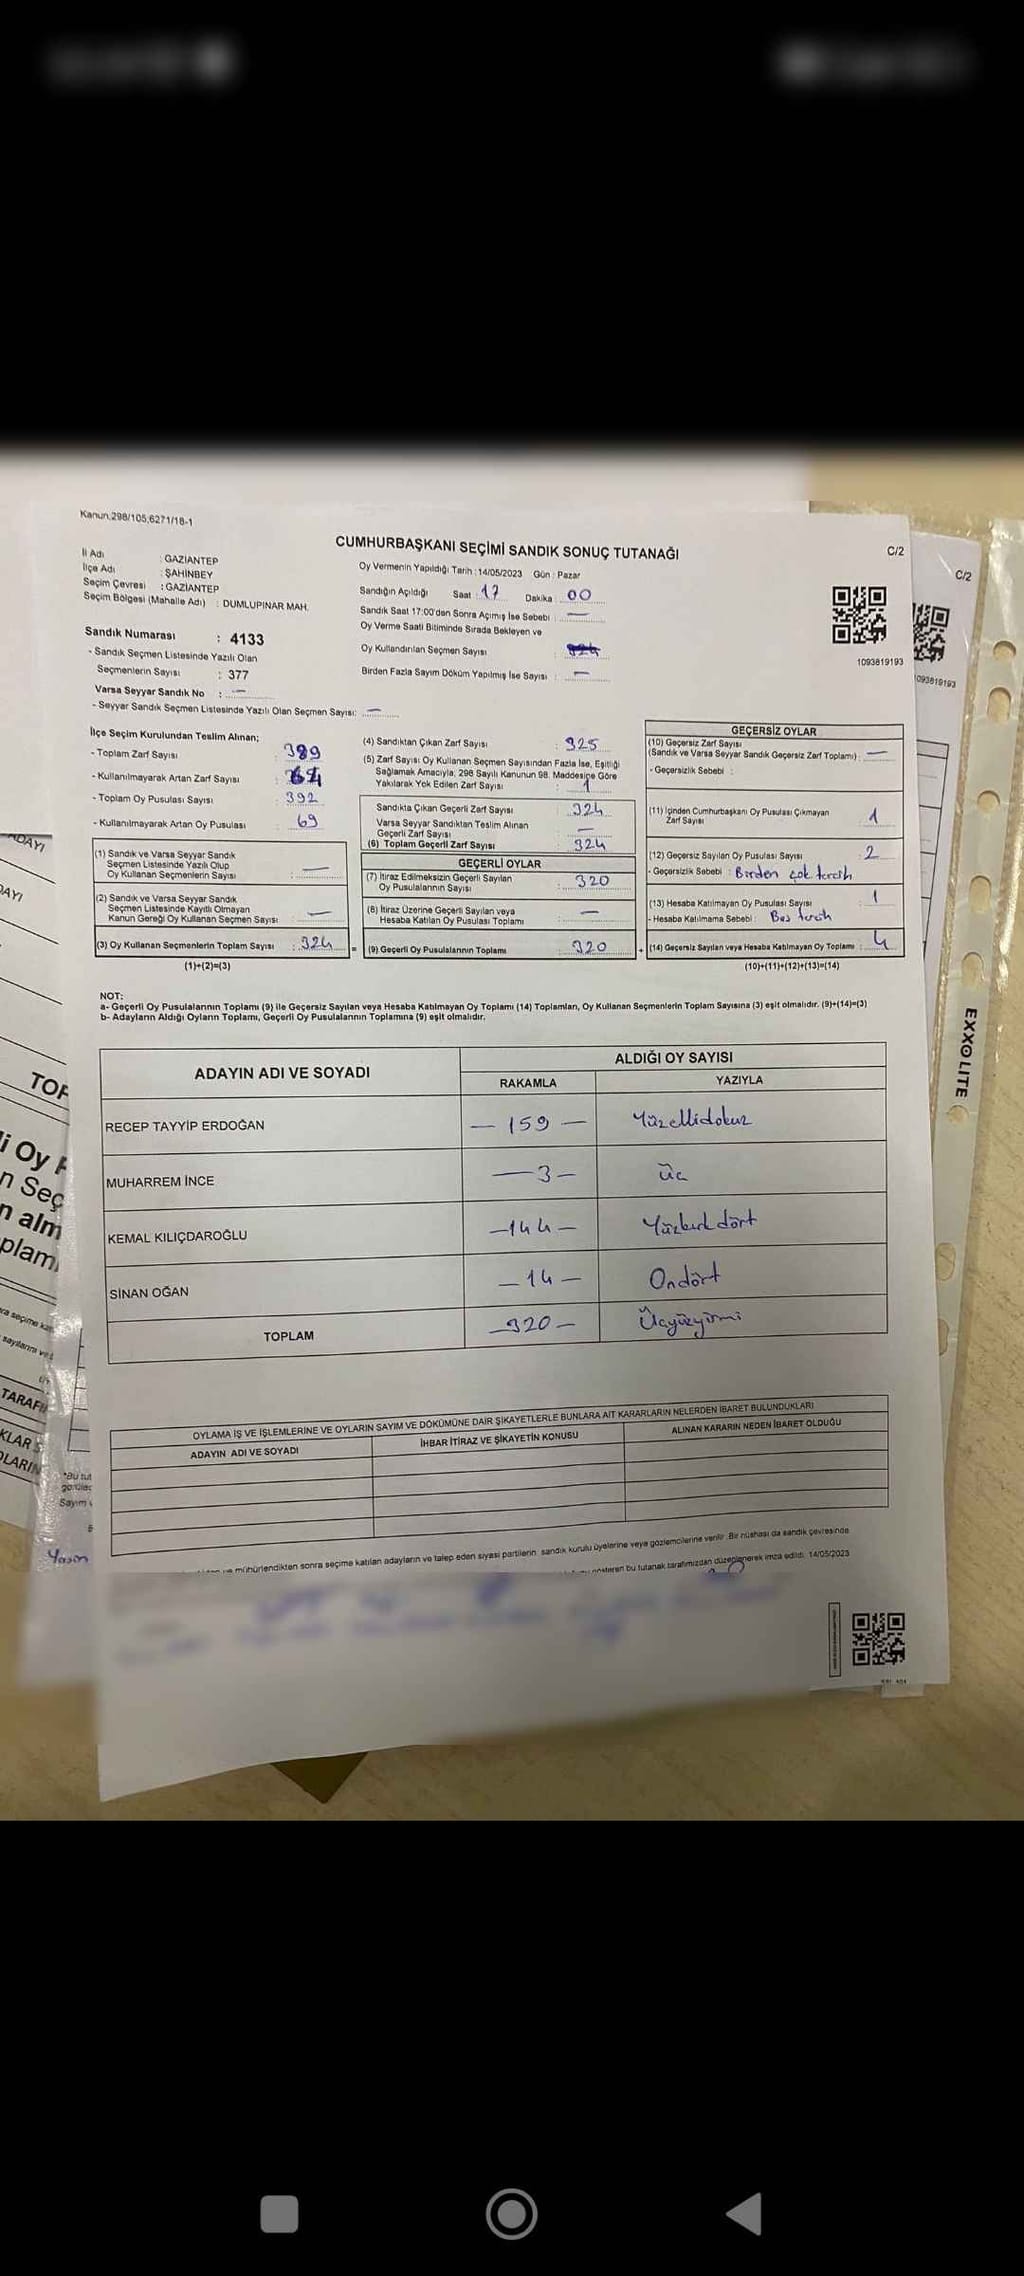 Kanun.298/105;6271/18-1
CUMHURBAŞKANI SEÇİMİ SANDIK SONUÇ TUTANAĞI
C/2
C/2
İl Adı : GAZİANTEP
İlçe Adı : ŞAHİNBEY
Seçim Çevresi : GAZİANTEP
Seçim Bölgesi (Mahalle Adı) : DUMLUPINAR MAH.
Sandık Numarası : 4133
- Sandık Seçmen Listesinde Yazılı Olan
Seçmenlerin Sayısı : 377
Varsa Seyyar Sandık No : —
- Seyyar Sandık Seçmen Listesinde Yazılı Olan Seçmen Sayısı: —
Oy Vermenin Yapıldığı Tarih : 14/05/2023 Gün : Pazar
Sandığın Açıldığı Saat : 17 Dakika : 00
Sandık Saat 17:00'den Sonra Açımış İse Sebebi : —
Oy Verme Saati Bitiminde Sırada Bekleyen ve
Oy Kullandırılan Seçmen Sayısı :
Birden Fazla Sayım Döküm Yapılmış İse Sayısı : —
1093819193
093819193
İlçe Seçim Kurulundan Teslim Alınan;
- Toplam Zarf Sayısı : 389
- Kullanılmayarak Artan Zarf Sayısı : 64
- Toplam Oy Pusulası Sayısı : 392
- Kullanılmayarak Artan Oy Pusulası : 69
(1) Sandık ve Varsa Seyyar Sandık
Seçmen Listesinde Yazılı Olup
Oy Kullanan Seçmenlerin Sayısı : —
(2) Sandık ve Varsa Seyyar Sandık
Seçmen Listesinde Kayıtlı Olmayan
Kanun Gereği Oy Kullanan Seçmen Sayısı : —
(3) Oy Kullanan Seçmenlerin Toplam Sayısı : 324 =
(1)+(2)=(3)
(4) Sandıktan Çıkan Zarf Sayısı : 325
(5) Zarf Sayısı Oy Kullanan Seçmen Sayısından Fazla İse, Eşitliği
Sağlamak Amacıyla; 298 Sayılı Kanunun 98. Maddesine Göre
Yakılarak Yok Edilen Zarf Sayısı : 1
Sandıkta Çıkan Geçerli Zarf Sayısı : 324
Varsa Seyyar Sandıktan Teslim Alınan
Geçerli Zarf Sayısı : —
(6) Toplam Geçerli Zarf Sayısı : 324
GEÇERLİ OYLAR
(7) İtiraz Edilmeksizin Geçerli Sayılan
Oy Pusulalarının Sayısı : 320
(8) İtiraz Üzerine Geçerli Sayılan veya
Hesaba Katılan Oy Pusulası Toplamı : —
(9) Geçerli Oy Pusulalarının Toplamı : 320 +
GEÇERSİZ OYLAR
(10) Geçersiz Zarf Sayısı
(Sandık ve Varsa Seyyar Sandık Geçersiz Zarf Toplamı) : —
- Geçersizlik Sebebi :
(11) İçinden Cumhurbaşkanı Oy Pusulası Çıkmayan
Zarf Sayısı : 1
(12) Geçersiz Sayılan Oy Pusulası Sayısı : 2
- Geçersizlik Sebebi : Birden çok tercih
(13) Hesaba Katılmayan Oy Pusulası Sayısı : 1
- Hesaba Katılmama Sebebi : Boş tercih
(14) Geçersiz Sayılan veya Hesaba Katılmayan Oy Toplamı : 4
(10)+(11)+(12)+(13)=(14)
NOT:
a- Geçerli Oy Pusulalarının Toplamı (9) ile Geçersiz Sayılan veya Hesaba Katılmayan Oy Toplamı (14) Toplamları, Oy Kullanan Seçmenlerin Toplam Sayısına (3) eşit olmalıdır. (9)+(14)=(3)
b- Adayların Aldığı Oyların Toplamı, Geçerli Oy Pusulalarının Toplamına (9) eşit olmalıdır.
ADAYIN ADI VE SOYADI
ALDIĞI OY SAYISI
RAKAMLA YAZIYLA
RECEP TAYYİP ERDOĞAN — 159 — Yüzellidokuz
MUHARREM İNCE — 3 — Üç
KEMAL KILIÇDAROĞLU — 144 — Yüzkırkdört
SİNAN OĞAN — 14 — Ondört
TOPLAM — 320 — Üçyüzyirmi
OYLAMA İŞ VE İŞLEMLERİNE VE OYLARIN SAYIM VE DÖKÜMÜNE DAİR ŞİKAYETLERLE BUNLARA AİT KARARLARIN NELERDEN İBARET BULUNDUKLARI
ADAYIN ADI VE SOYADI İHBAR İTİRAZ VE ŞİKAYETİN KONUSU ALINAN KARARIN NEDEN İBARET OLDUĞU
mühürlendikten sonra seçime katılan adayların ve talep eden siyasi partilerin sandık kurulu üyelerine veya gözlemcilerine verilir. Bir nüshası da sandık çevresinde
gösteren bu tutanak tarafımızdan düzenlenerek imza edildi. 14/05/2023
Yasin
EXXOLITE
ADAYI
AYI
TOP
i Oy P
n Seç
n alm
plamı
TARAFI
KLAR
OLARIN